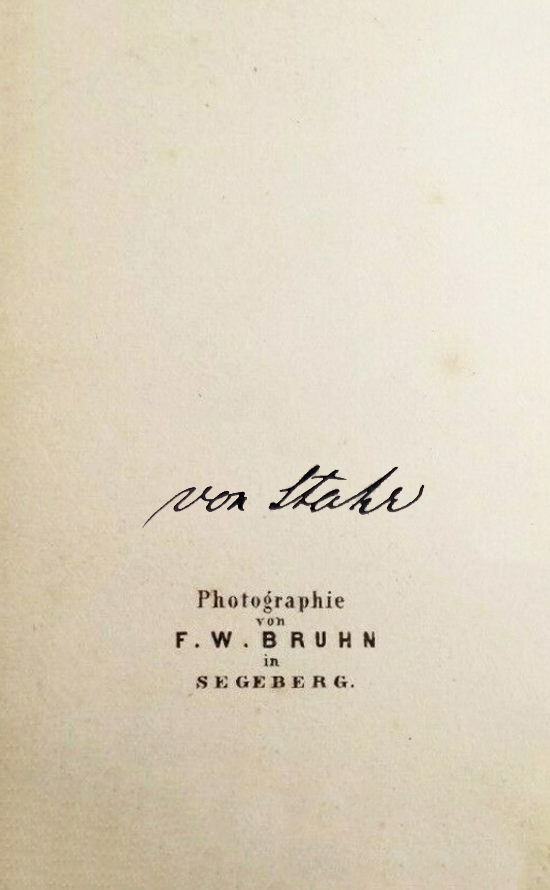 von Stahr
Photographie
von
F. W. BRUHN
in
SEGEBERG.